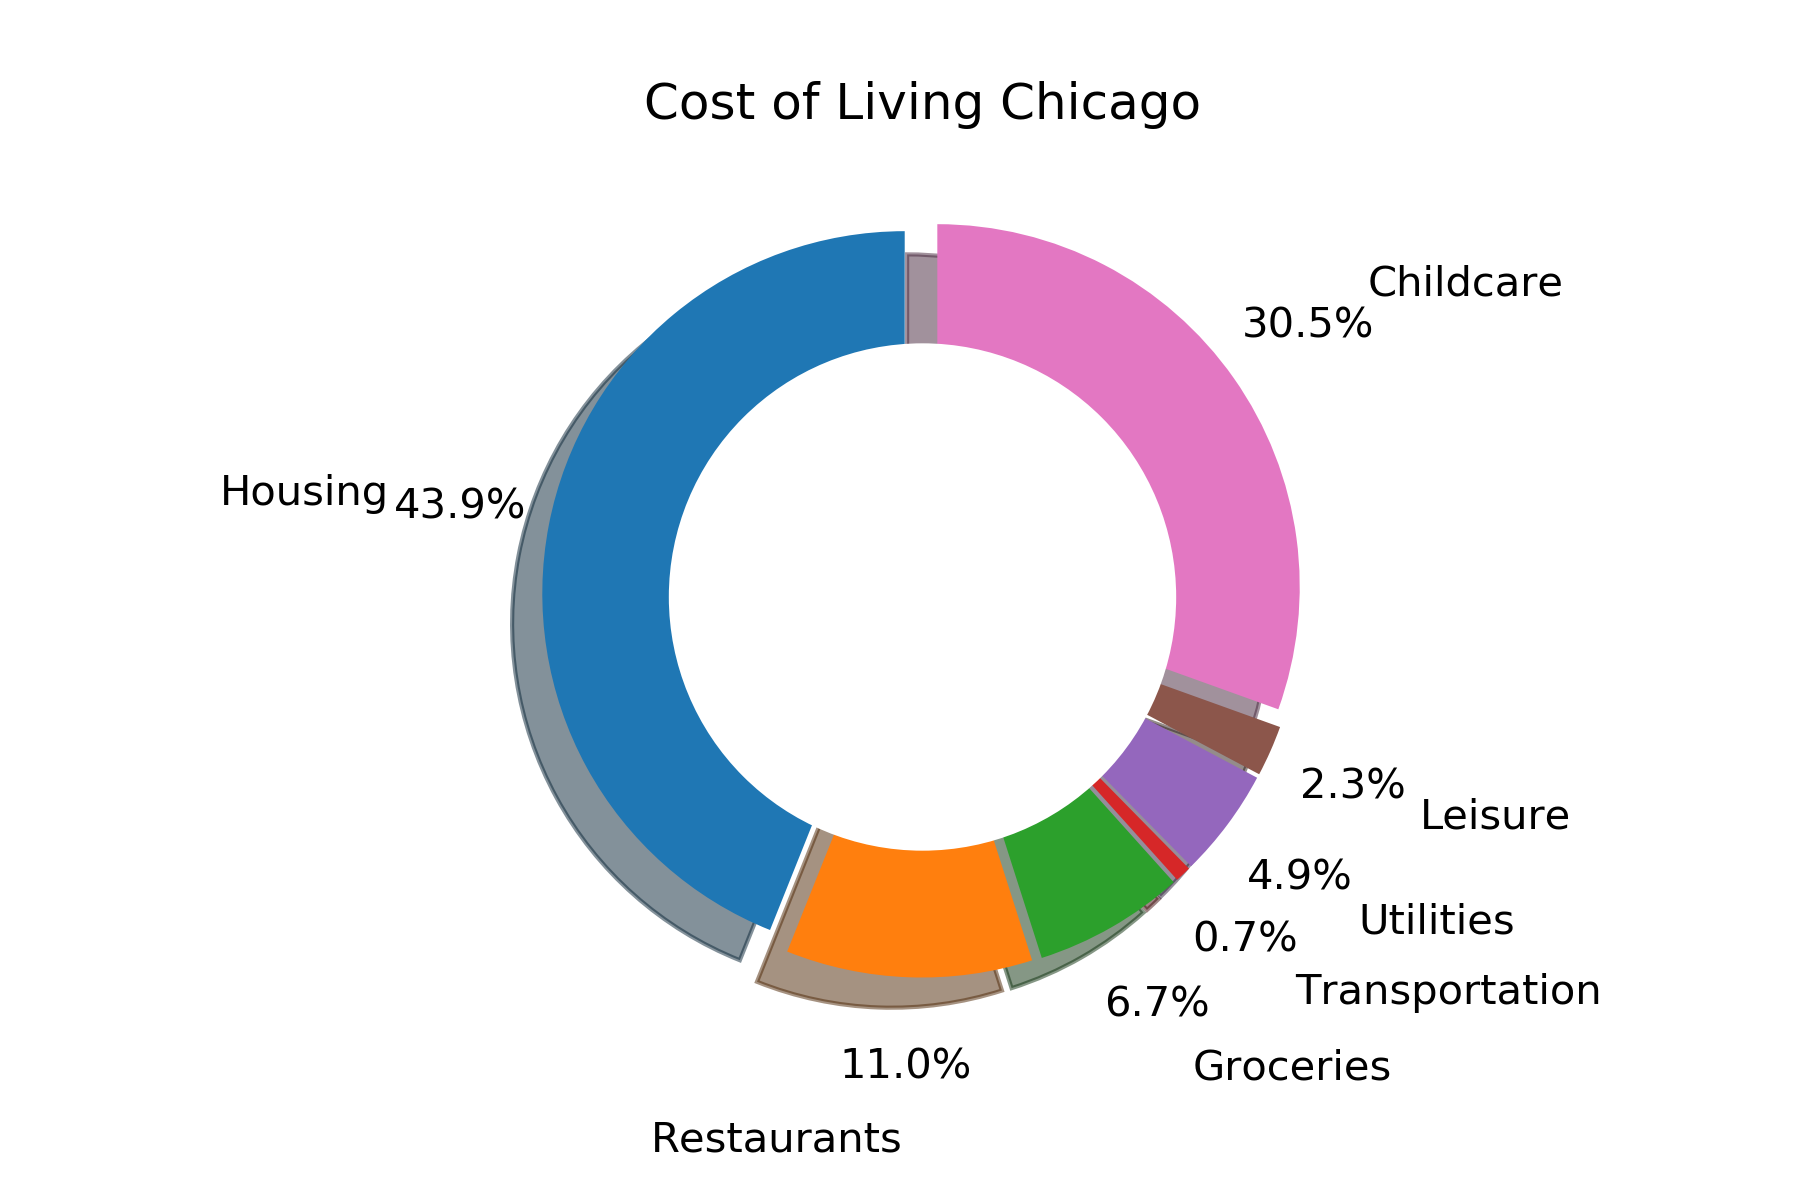 Cost of Living Chicago
Childcare
30.5%
Housing
43.9%
2.3%
Leisure
4.9%
Utilities
0.7%
Transportation
6.7%
Groceries
11.0%
Restaurants